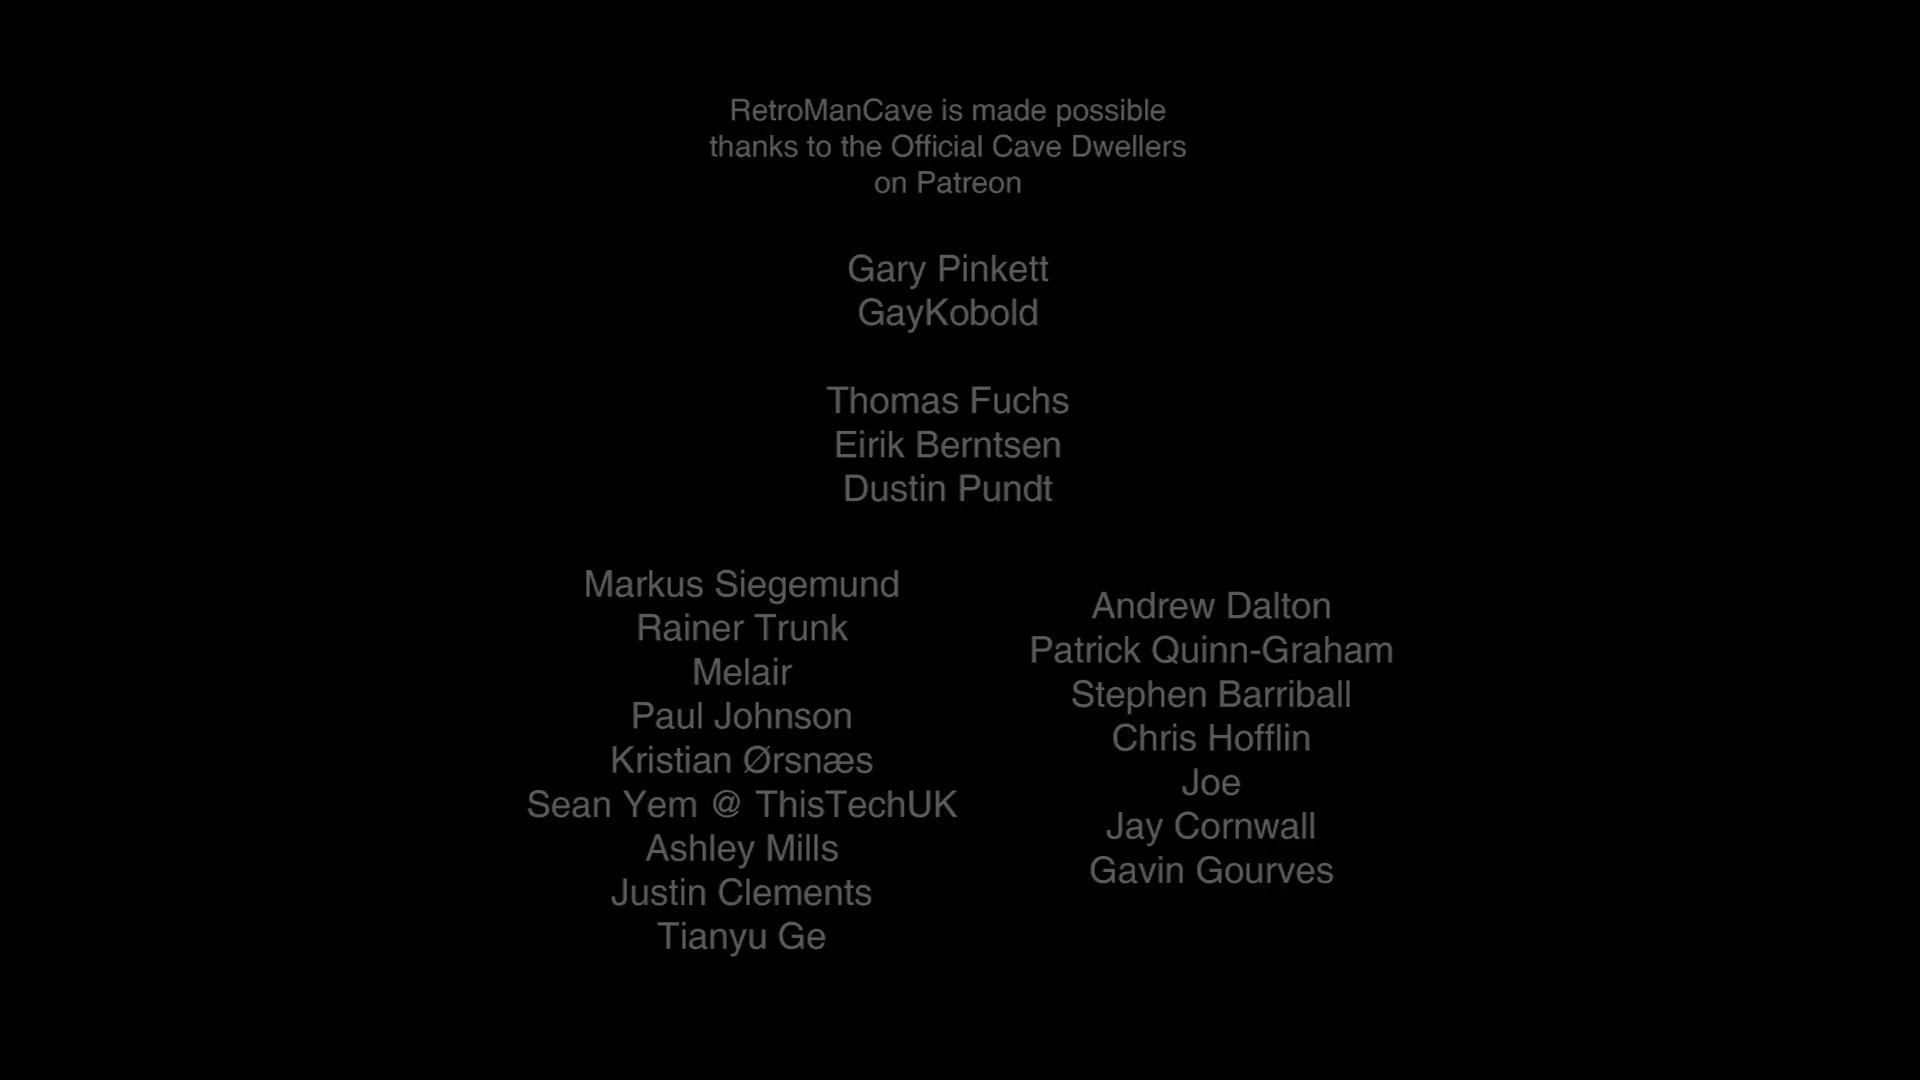 RetroManCave is made possible
thanks to the Official Cave Dwellers
on Patreon
Gary Pinkett
GayKobold
Thomas Fuchs
Eirik Berntsen
Dustin Pundt
Markus Siegemund
Rainer Trunk
Melair
Paul Johnson
Kristian Ørsnæs
Sean Yem @ ThisTechUK
Ashley Mills
Justin Clements
Tianyu Ge
Andrew Dalton
Patrick Quinn-Graham
Stephen Barriball
Chris Hofflin
Joe
Jay Cornwall
Gavin Gourves